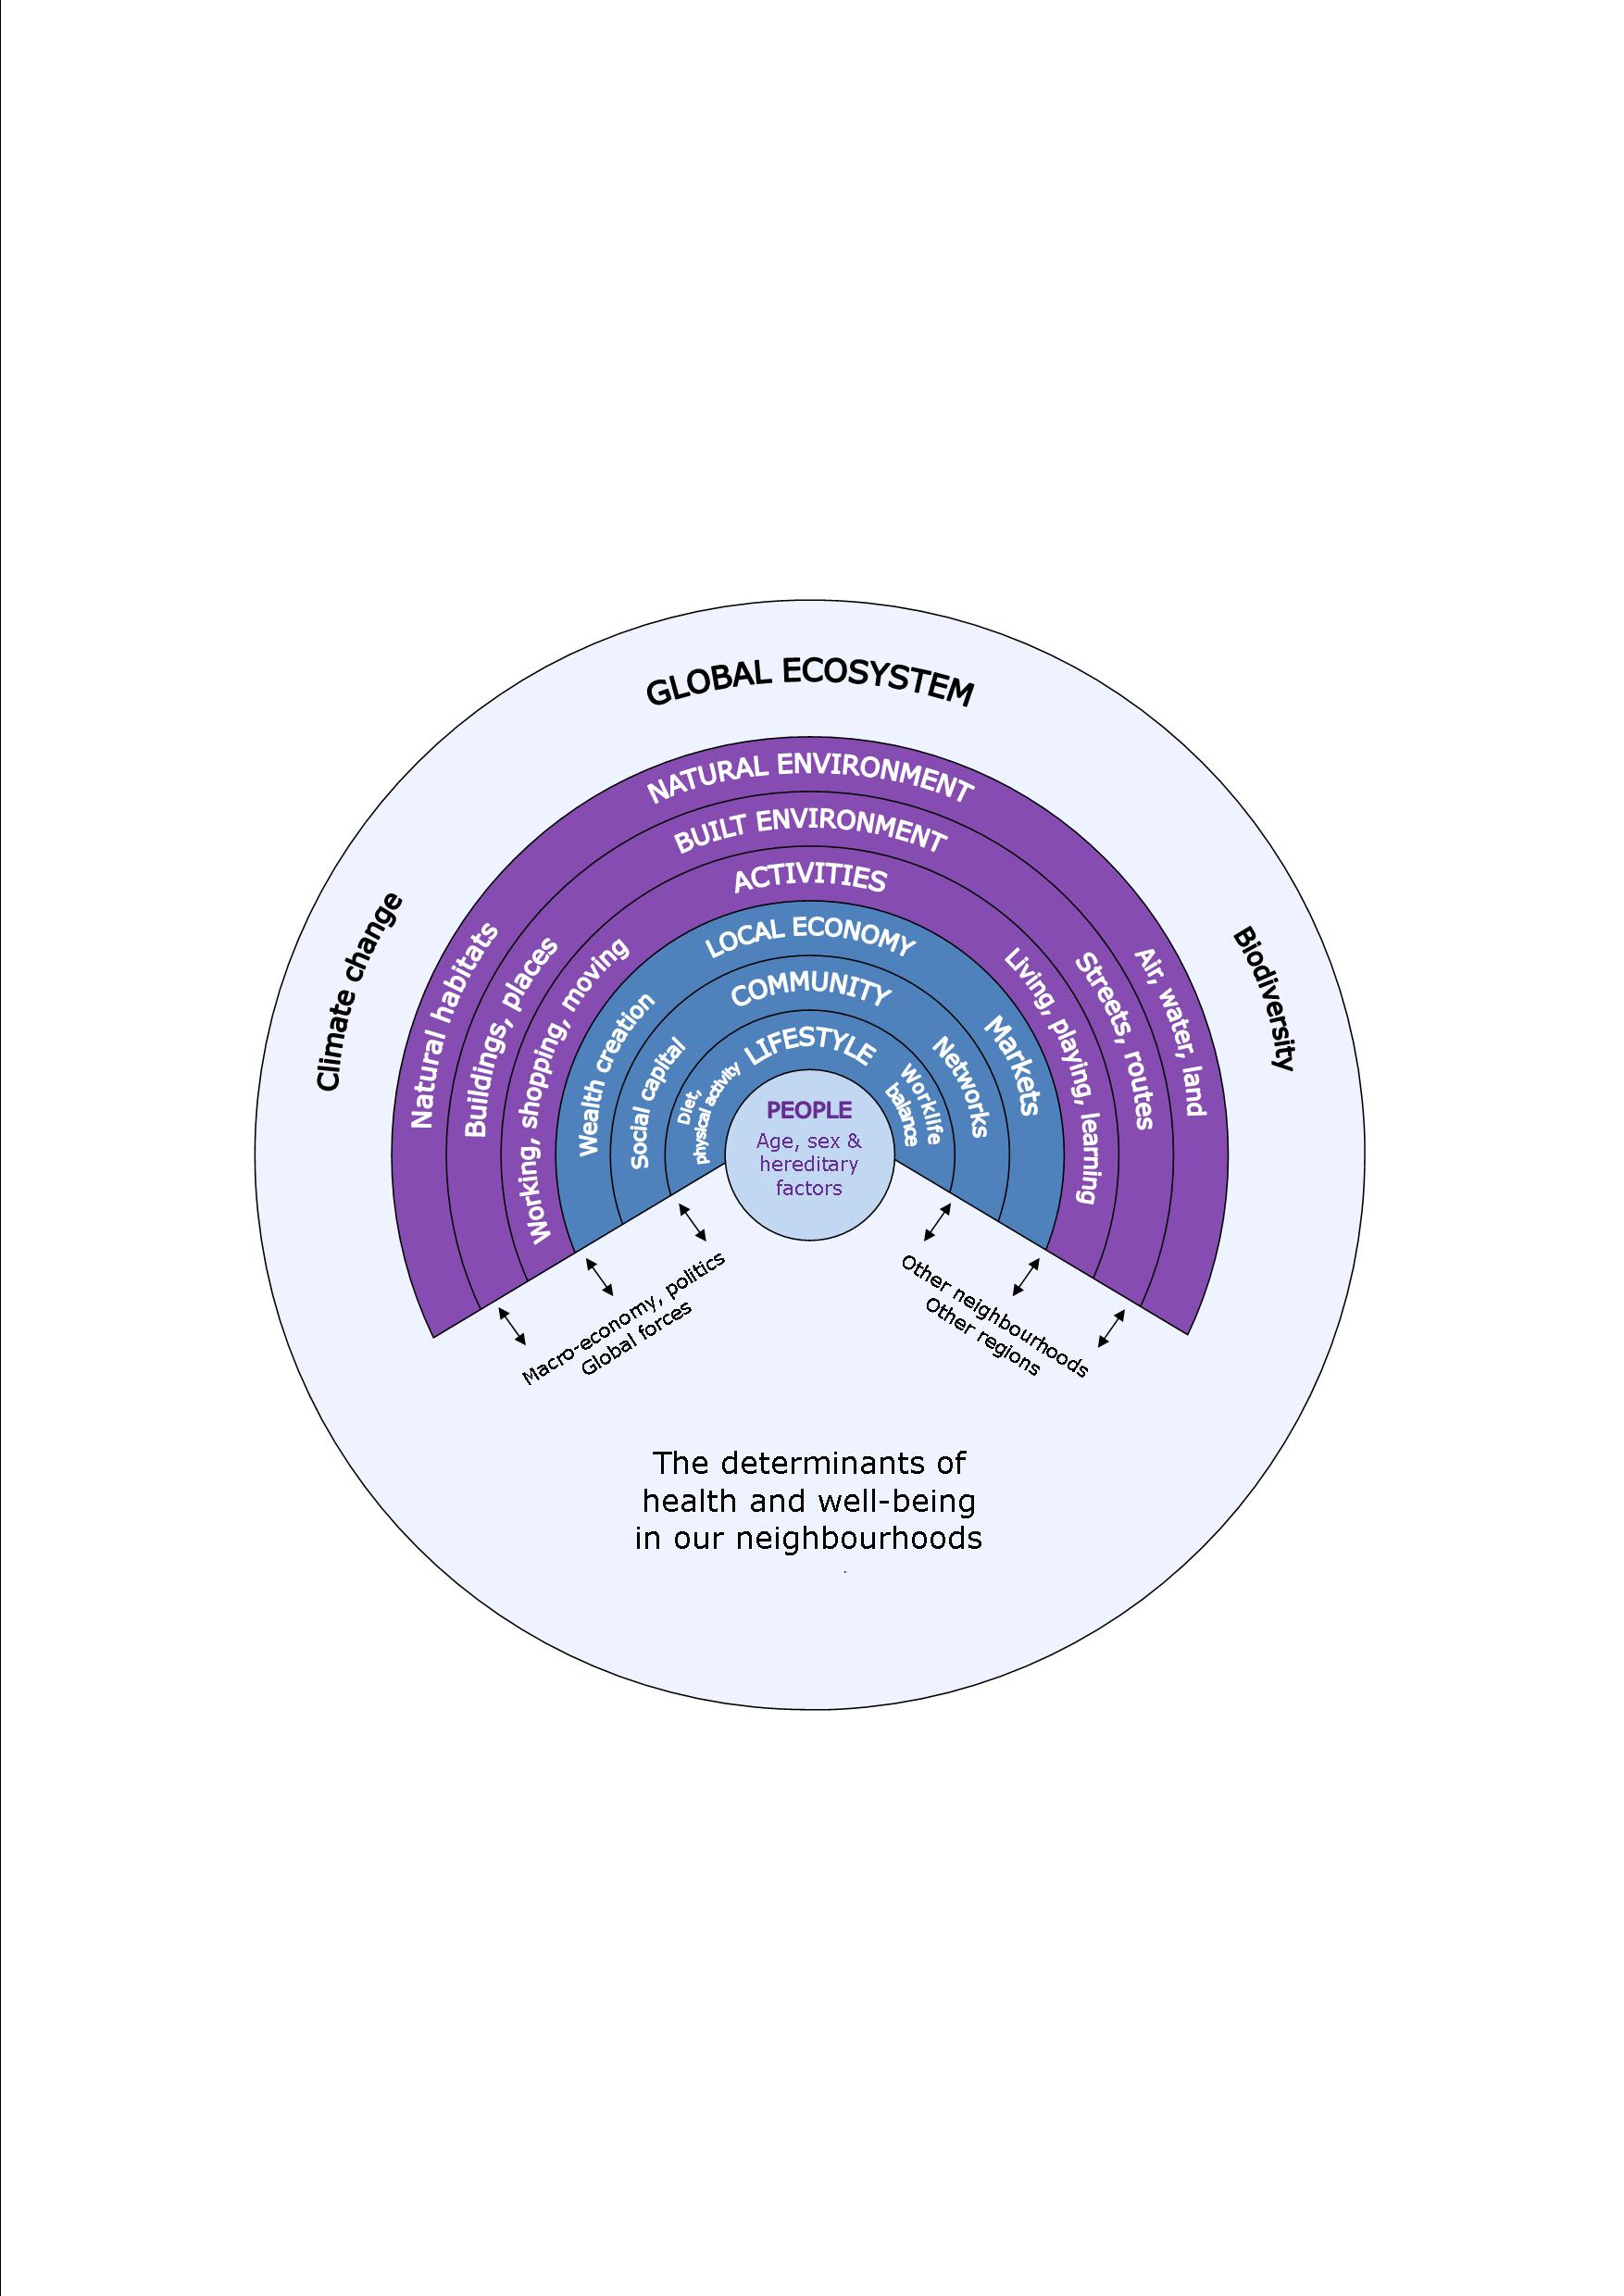 GLOBAL ECOSYSTEM
Climate change
Biodiversity
NATURAL ENVIRONMENT
Natural habitats
Air, water, land
BUILT ENVIRONMENT
Buildings, places
Streets, routes
ACTIVITIES
Working, shopping, moving
Living, playing, learning
LOCAL ECONOMY
Wealth creation
Markets
COMMUNITY
Social capital
Networks
LIFESTYLE
Diet,
physical activity
Worklife
balance
PEOPLE
Age, sex &
hereditary
factors
Macro-economy, politics
Global forces
Other neighbourhoods
Other regions
The determinants of
health and well-being
in our neighbourhoods